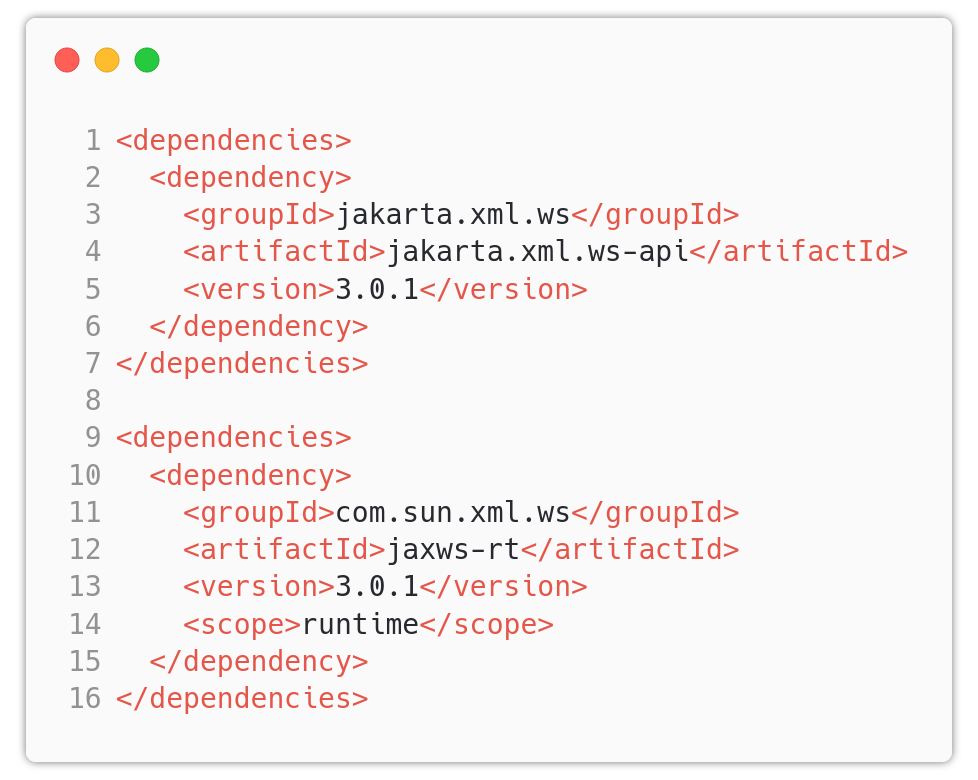 1 <dependencies>
2   <dependency>
3     <groupId>jakarta.xml.ws</groupId>
4     <artifactId>jakarta.xml.ws-api</artifactId>
5     <version>3.0.1</version>
6   </dependency>
7 </dependencies>
8
9 <dependencies>
10   <dependency>
11     <groupId>com.sun.xml.ws</groupId>
12     <artifactId>jaxws-rt</artifactId>
13     <version>3.0.1</version>
14     <scope>runtime</scope>
15   </dependency>
16 </dependencies>